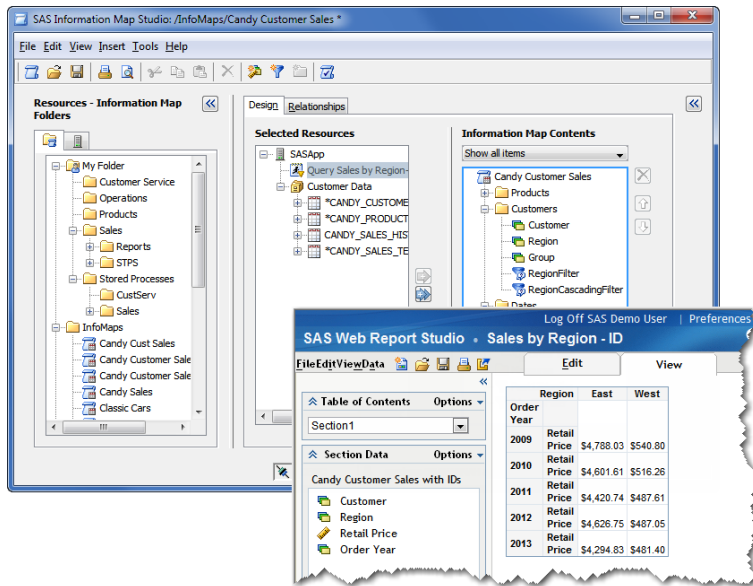 SAS Information Map Studio: /InfoMaps/Candy Customer Sales *
File Edit View Insert Tools Help
Resources - Information Map Folders
My Folder
Customer Service
Operations
Products
Sales
Reports
STPS
Stored Processes
CustServ
Sales
InfoMaps
Candy Cust Sales
Candy Customer Sale
Candy Customer Sale
Candy Sales
Classic Cars
Design Relationships
Selected Resources
SASApp
Query Sales by Region-
Customer Data
*CANDY_CUSTOME
*CANDY_PRODUCT
CANDY_SALES_HIS
*CANDY_SALES_TE
Information Map Contents
Show all items
Candy Customer Sales
Products
Customers
Customer
Region
Group
RegionFilter
RegionCascadingFilter
Dates
Log Off SAS Demo User | Preferences
SAS Web Report Studio • Sales by Region - ID
FileEditViewData
Edit View
«
Table of Contents Options
Section1
Section Data Options
Candy Customer Sales with IDs
Customer
Region
Retail Price
Order Year
Region East West
Order
Year
2009 Retail Price $4,788.03 $540.80
2010 Retail Price $4,601.61 $516.26
2011 Retail Price $4,420.74 $487.61
2012 Retail Price $4,626.75 $487.05
2013 Retail Price $4,294.83 $481.40